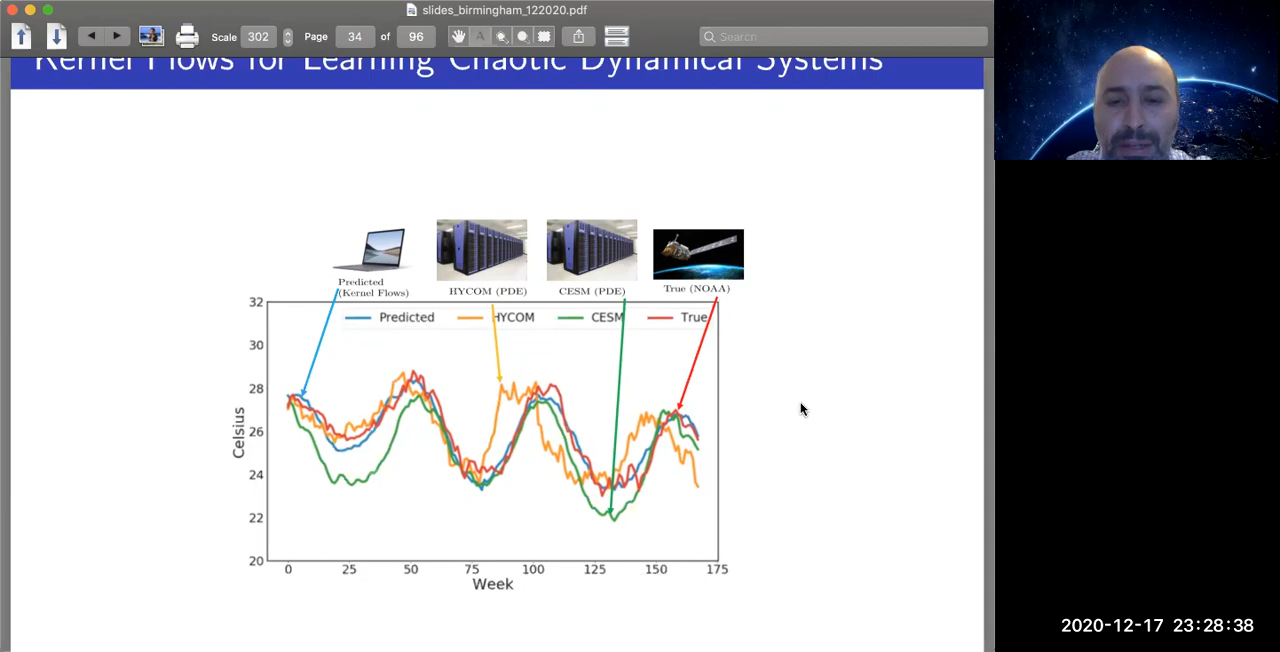 slides_birmingham_122020.pdf
Scale 302 Page 34 of 96 A Search
Kernel Flows for Learning Chaotic Dynamical Systems
Predicted
(Kernel Flows)
HYCOM (PDE)
CESM (PDE)
True (NOAA)
Predicted HYCOM CESM True
32
30
28
26
24
22
20
Celsius
0 25 50 75 100 125 150 175
Week
2020-12-17 23:28:38